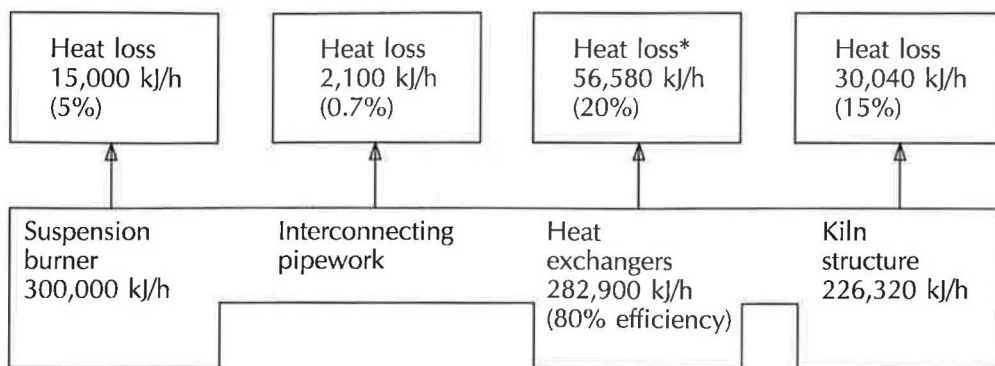 Heat loss
15,000 kJ/h
(5%)
Heat loss
2,100 kJ/h
(0.7%)
Heat loss*
56,580 kJ/h
(20%)
Heat loss
30,040 kJ/h
(15%)
Suspension
burner
300,000 kJ/h
Interconnecting
pipework
Heat
exchangers
282,900 kJ/h
(80% efficiency)
Kiln
structure
226,320 kJ/h